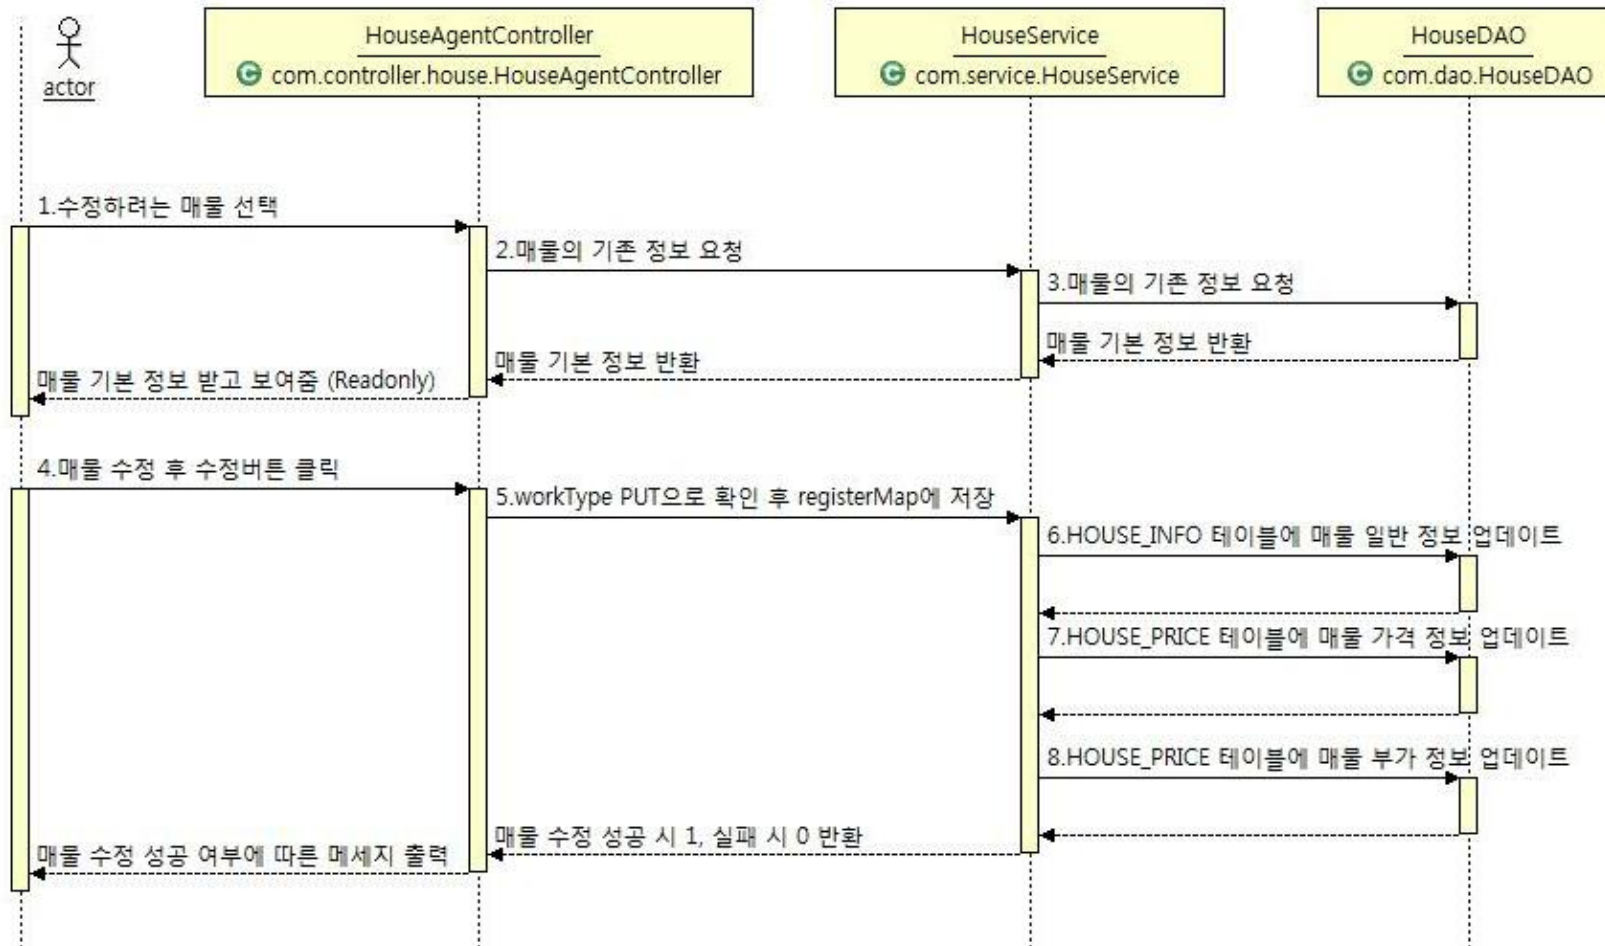 actor
HouseAgentController
com.controller.house.HouseAgentController
HouseService
com.service.HouseService
HouseDAO
com.dao.HouseDAO
1.수정하려는 매물 선택
2.매물의 기존 정보 요청
3.매물의 기존 정보 요청
매물 기본 정보 반환
매물 기본 정보 반환
매물 기본 정보 받고 보여줌 (Readonly)
4.매물 수정 후 수정버튼 클릭
5.workType PUT으로 확인 후 registerMap에 저장
6.HOUSE_INFO 테이블에 매물 일반 정보 업데이트
7.HOUSE_PRICE 테이블에 매물 가격 정보 업데이트
8.HOUSE_PRICE 테이블에 매물 부가 정보 업데이트
매물 수정 성공 시 1, 실패 시 0 반환
매물 수정 성공 여부에 따른 메세지 출력